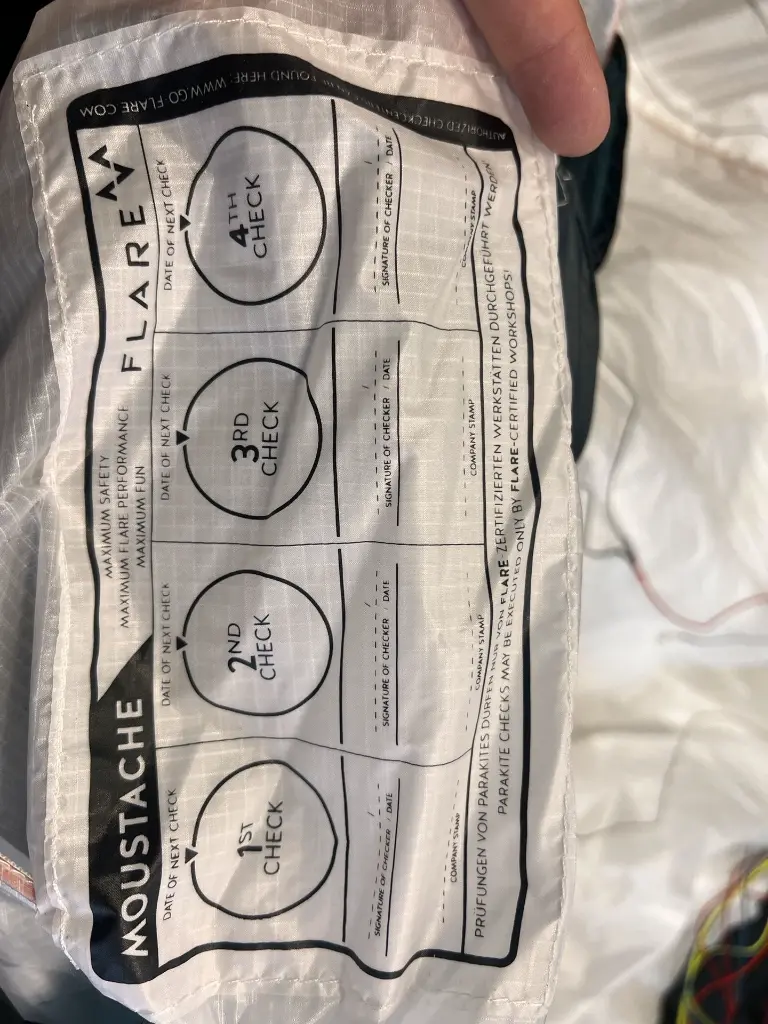 MOUSTACHE
MAXIMUM SAFETY
MAXIMUM FLARE PERFORMANCE
MAXIMUM FUN
FLARE
DATE OF NEXT CHECK
1ST
CHECK
SIGNATURE OF CHECKER / DATE
COMPANY STAMP
DATE OF NEXT CHECK
2ND
CHECK
SIGNATURE OF CHECKER / DATE
COMPANY STAMP
DATE OF NEXT CHECK
3RD
CHECK
SIGNATURE OF CHECKER / DATE
COMPANY STAMP
DATE OF NEXT CHECK
4TH
CHECK
SIGNATURE OF CHECKER / DATE
COMPANY STAMP
PRÜFUNGEN VON PARAKITES DÜRFEN NUR VON FLARE-ZERTIFIZIERTEN WERKSTÄTTEN DURCHGEFÜHRT WERDEN
PARAKITE CHECKS MAY BE EXECUTED ONLY BY FLARE-CERTIFIED WORKSHOPS!
AUTHORIZED FOUND HERE: WWW.GO-FLARE.COM